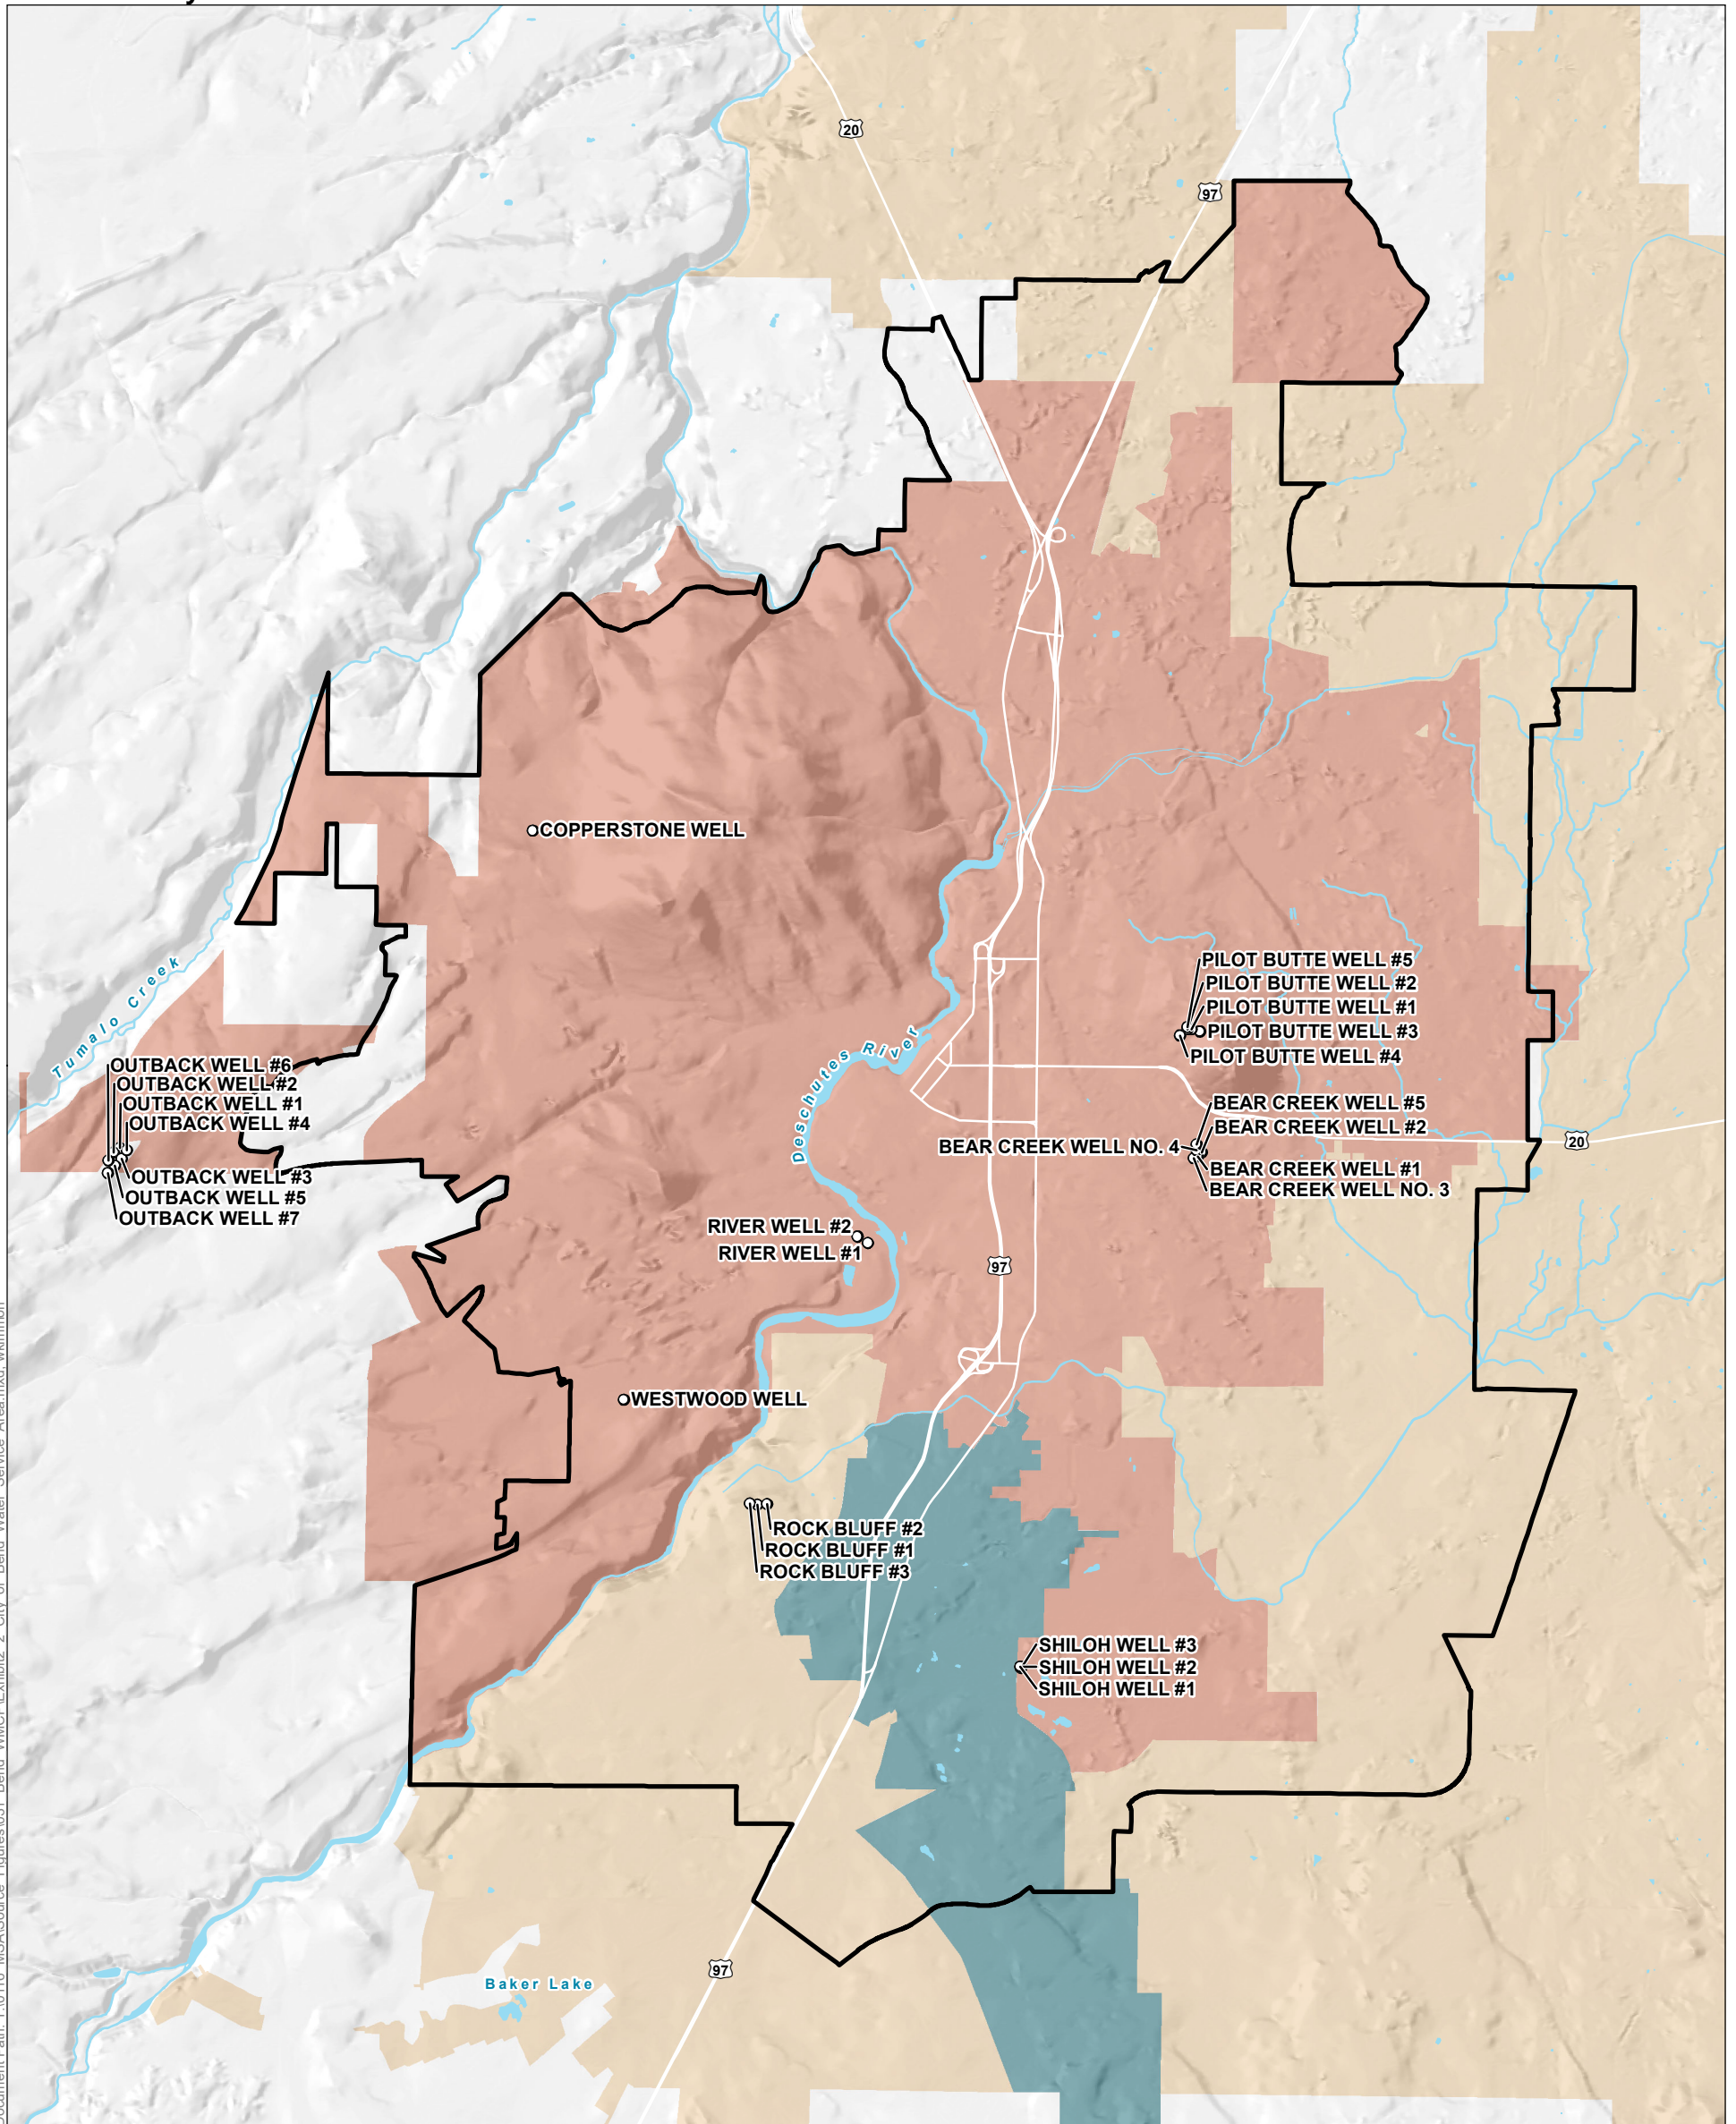 20
97
COPPERSTONE WELL
PILOT BUTTE WELL #5
PILOT BUTTE WELL #2
PILOT BUTTE WELL #1
PILOT BUTTE WELL #3
PILOT BUTTE WELL #4
Tumalo Creek
Deschutes River
OUTBACK WELL #6
OUTBACK WELL #2
OUTBACK WELL #1
OUTBACK WELL #4
OUTBACK WELL #3
OUTBACK WELL #5
OUTBACK WELL #7
BEAR CREEK WELL #5
BEAR CREEK WELL #2
BEAR CREEK WELL NO. 4
20
BEAR CREEK WELL #1
BEAR CREEK WELL NO. 3
RIVER WELL #2
RIVER WELL #1
97
WESTWOOD WELL
ROCK BLUFF #2
ROCK BLUFF #1
ROCK BLUFF #3
SHILOH WELL #3
SHILOH WELL #2
SHILOH WELL #1
97
Baker Lake